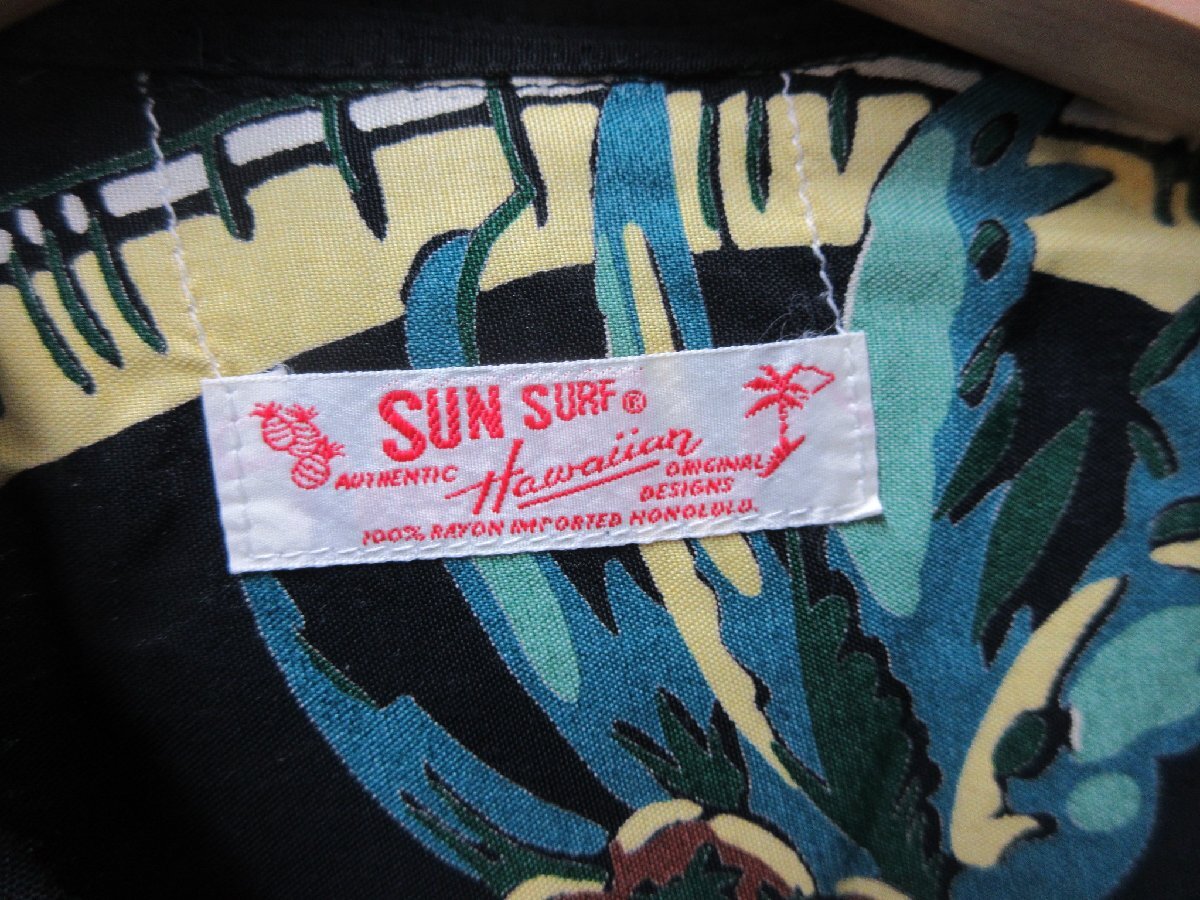 SUN SURF®
AUTHENTIC Hawaiian ORIGINAL DESIGNS
100% RAYON IMPORTED HONOLULU.